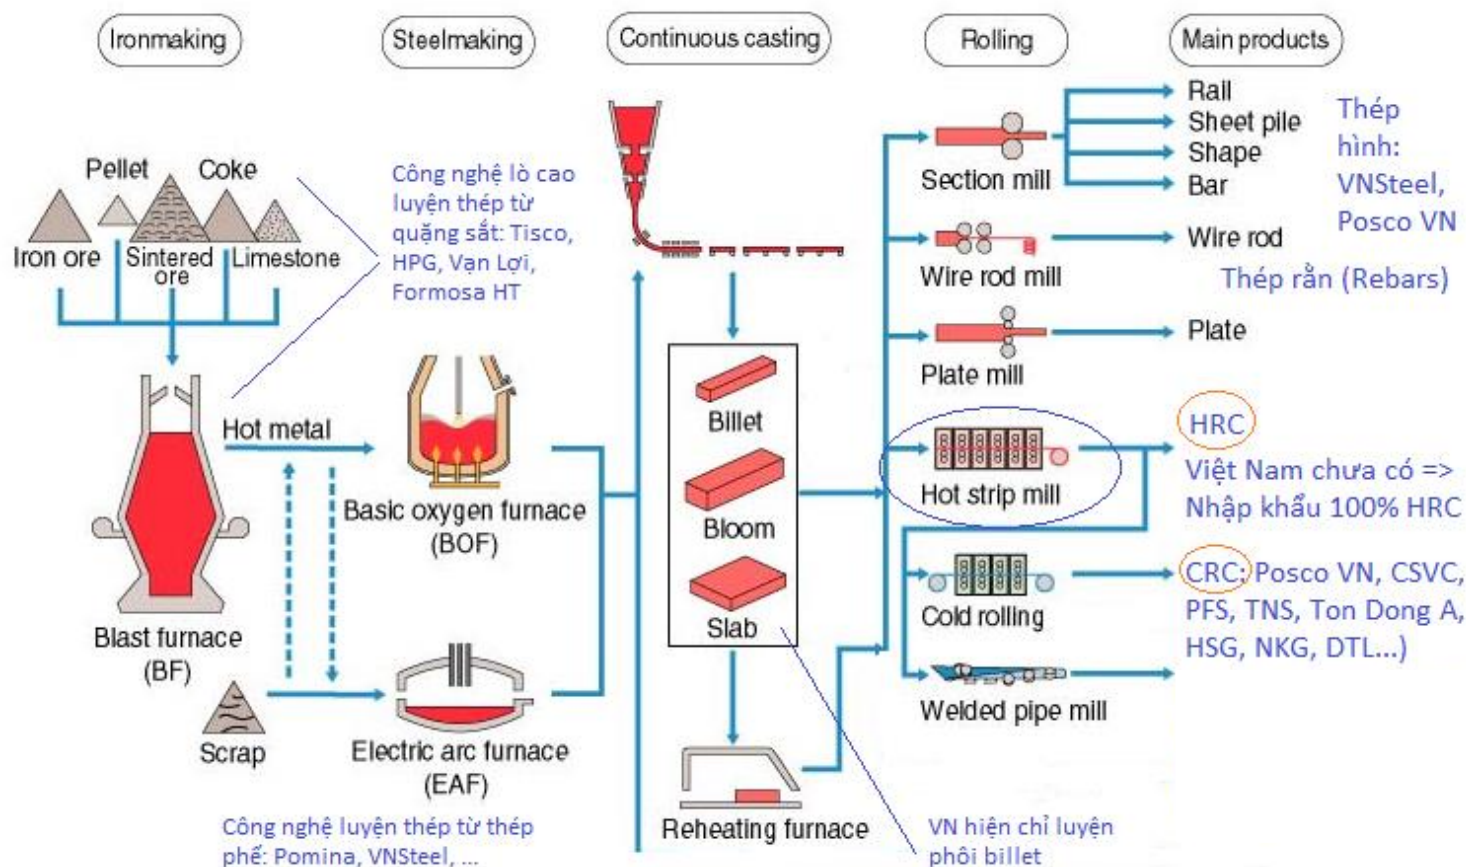 Ironmaking
Steelmaking
Continuous casting
Rolling
Main products
Pellet
Coke
Iron ore
Sintered
ore
Limestone
Công nghệ lò cao
luyện thép từ
quặng sắt: Tisco,
HPG, Vạn Lợi,
Formosa HT
Hot metal
Blast furnace
(BF)
Scrap
Basic oxygen furnace
(BOF)
Electric arc furnace
(EAF)
Công nghệ luyện thép từ thép
phế: Pomina, VNSteel, ...
Billet
Bloom
Slab
Reheating furnace
VN hiện chỉ luyện
phôi billet
Section mill
Wire rod mill
Plate mill
Hot strip mill
Cold rolling
Welded pipe mill
Rail
Sheet pile
Shape
Bar
Thép
hình:
VNSteel,
Posco VN
Wire rod
Thép rằn (Rebars)
Plate
HRC
Việt Nam chưa có =>
Nhập khẩu 100% HRC
CRC: Posco VN, CSVC,
PFS, TNS, Ton Dong A,
HSG, NKG, DTL...)